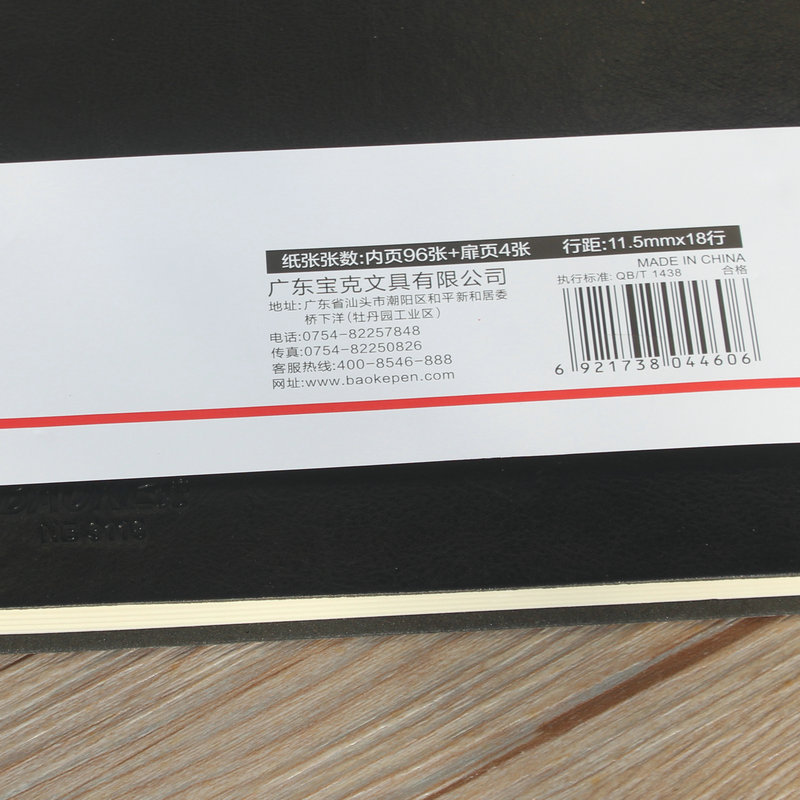 纸张张数:内页96张+扉页4张 行距:11.5mmx18行
MADE IN CHINA
广东宝克文具有限公司
执行标准: QB/T 1438 合格
地址:广东省汕头市潮阳区和平新和居委
桥下洋(牡丹园工业区)
电话:0754-82257848
传真:0754-82250826
客服热线:400-8546-888
网址:www.baokepen.com
6 921738 044606